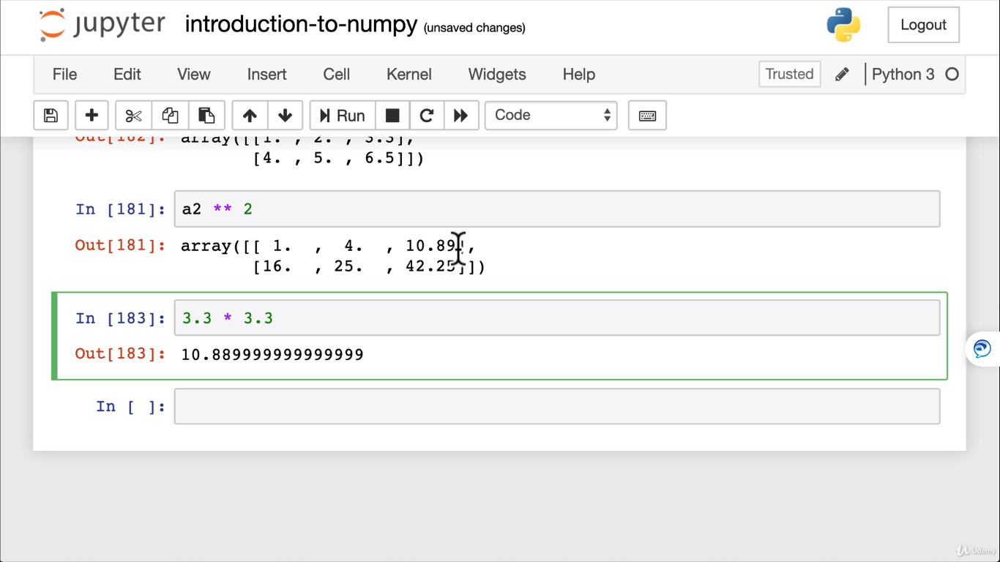 jupyter introduction-to-numpy (unsaved changes) Logout
File Edit View Insert Cell Kernel Widgets Help Trusted Python 3
Run Code
Out[182]: array([[1. , 2. , 3.3],
[4. , 5. , 6.5]])
In [181]: a2 ** 2
Out[181]: array([[ 1. , 4. , 10.89],
[16. , 25. , 42.25]])
In [183]: 3.3 * 3.3
Out[183]: 10.889999999999999
In [ ]:
Udemy